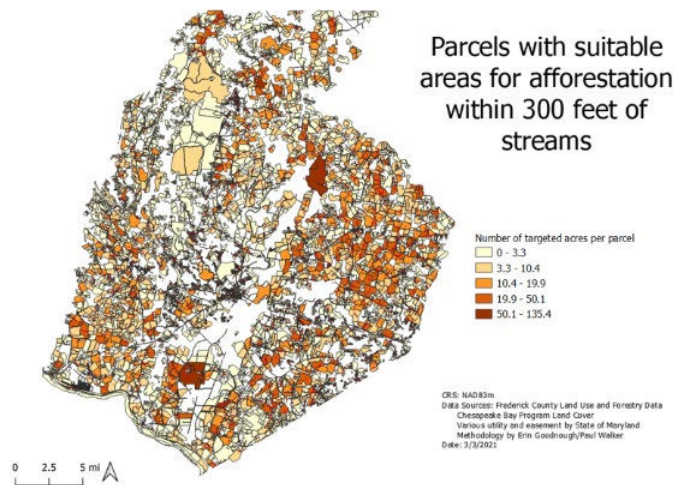 Parcels with suitable
areas for afforestation
within 300 feet of
streams
Number of targeted acres per parcel
0 - 3.3
3.3 - 10.4
10.4 - 19.9
19.9 - 50.1
50.1 - 135.4
CRS: NAD83m
Data Sources: Frederick County Land Use and Forestry Data
Chesapeake Bay Program Land Cover
Various utility and easement by State of Maryland
Methodology by Erin Goodnough/Paul Walker
Date: 3/3/2021
0 2.5 5 mi